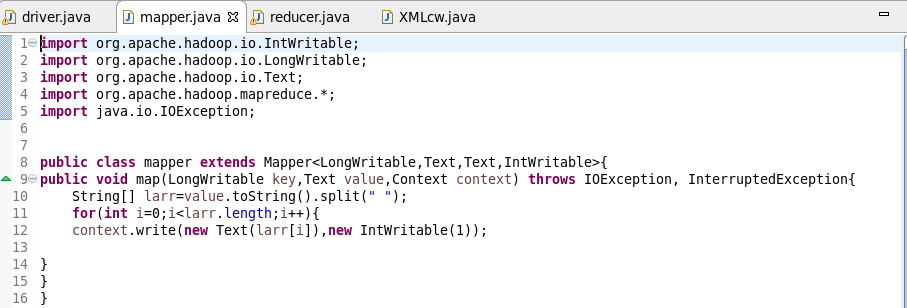 driver.java mapper.java reducer.java XMLcw.java
1 import org.apache.hadoop.io.IntWritable;
2 import org.apache.hadoop.io.LongWritable;
3 import org.apache.hadoop.io.Text;
4 import org.apache.hadoop.mapreduce.*;
5 import java.io.IOException;
6
7
8 public class mapper extends Mapper<LongWritable,Text,Text,IntWritable>{
9 public void map(LongWritable key,Text value,Context context) throws IOException, InterruptedException{
10     String[] larr=value.toString().split(" ");
11     for(int i=0;i<larr.length;i++){
12     context.write(new Text(larr[i]),new IntWritable(1));
13
14 }
15 }
16 }